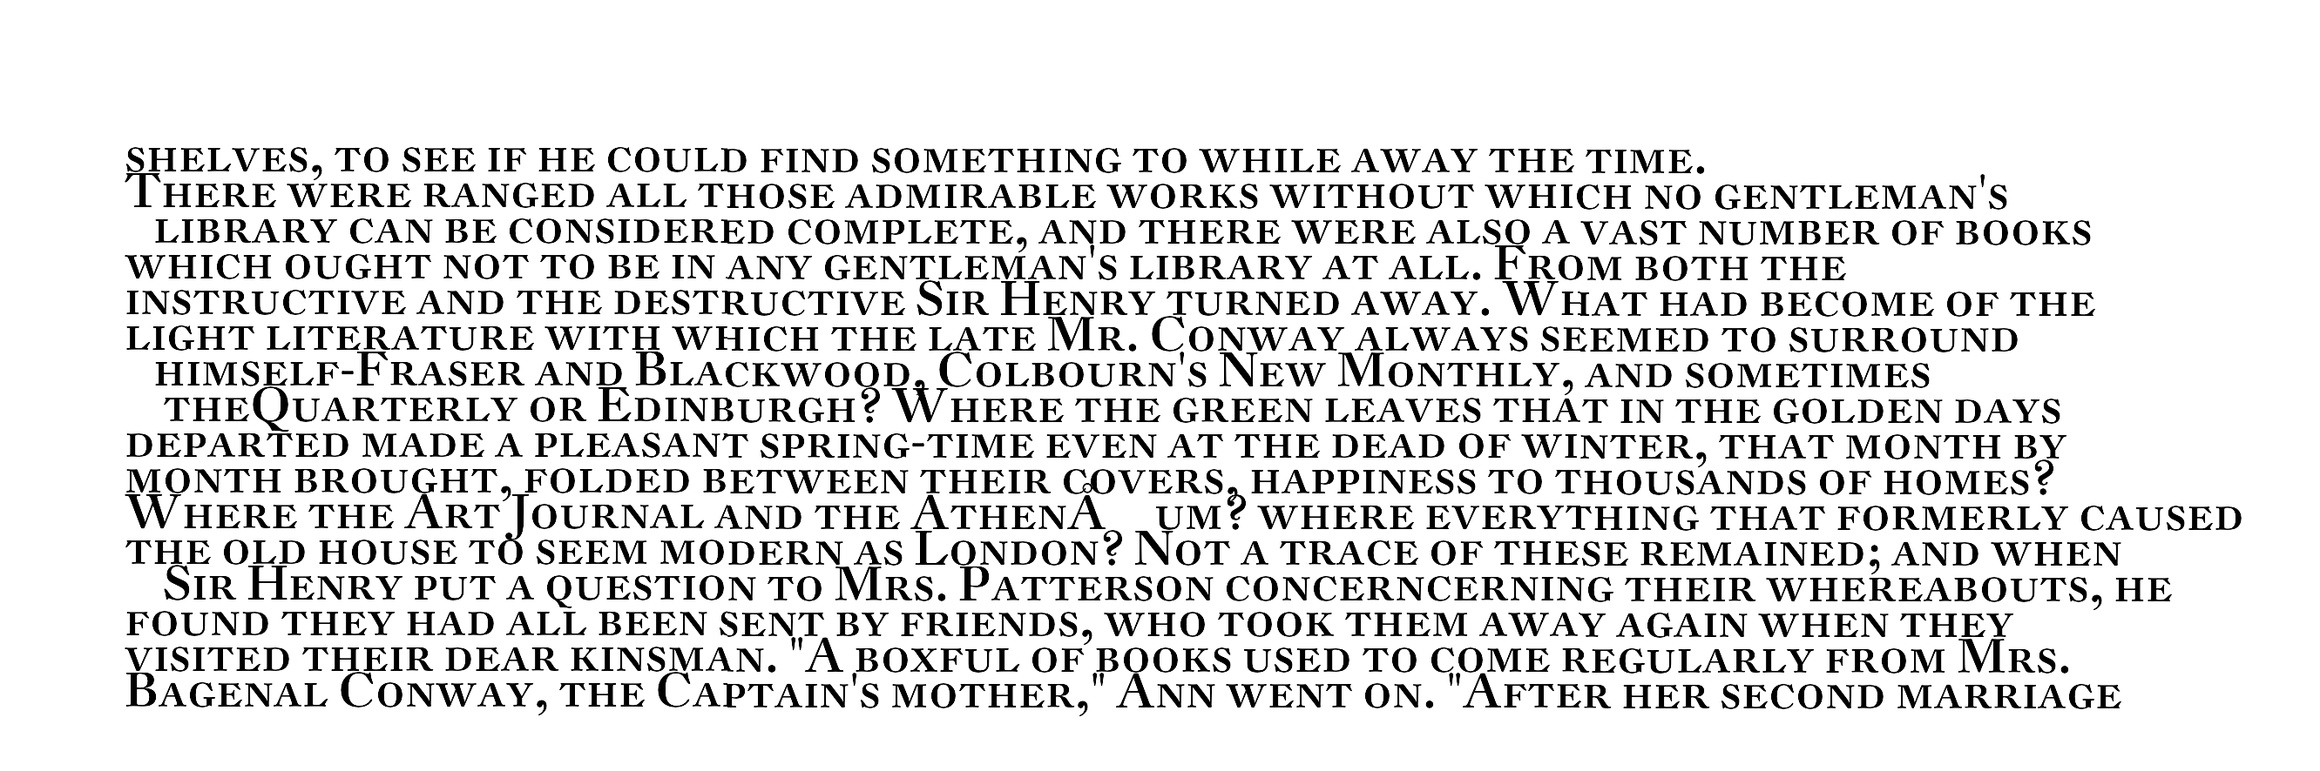 shelves, to see if he could find something to while away the time.
There were ranged all those admirable works without which no gentleman's
library can be considered complete, and there were also a vast number of books
which ought not to be in any gentleman's library at all. From both the
instructive and the destructive Sir Henry turned away. What had become of the
light literature with which the late Mr. Conway always seemed to surround
himself-Fraser and Blackwood, Colbourn's New Monthly, and sometimes
theQuarterly or Edinburgh? Where the green leaves that in the golden days
departed made a pleasant spring-time even at the dead of winter, that month by
month brought, folded between their covers, happiness to thousands of homes?
Where the Art Journal and the AthenÅ um? where everything that formerly caused
the old house to seem modern as London? Not a trace of these remained; and when
Sir Henry put a question to Mrs. Patterson concerncerning their whereabouts, he
found they had all been sent by friends, who took them away again when they
visited their dear kinsman. "A boxful of books used to come regularly from Mrs.
Bagenal Conway, the Captain's mother," Ann went on. "After her second marriage